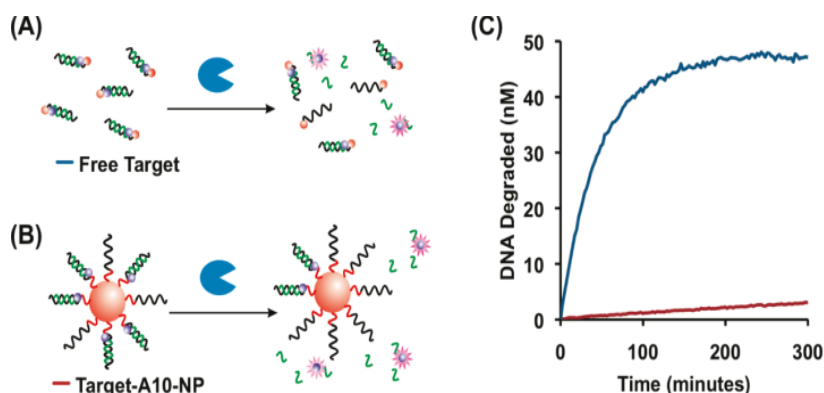 (A)
Free Target
(B)
Target-A10-NP
(C)
DNA Degraded (nM)
50
40
30
20
10
0
0
100
200
300
Time (minutes)